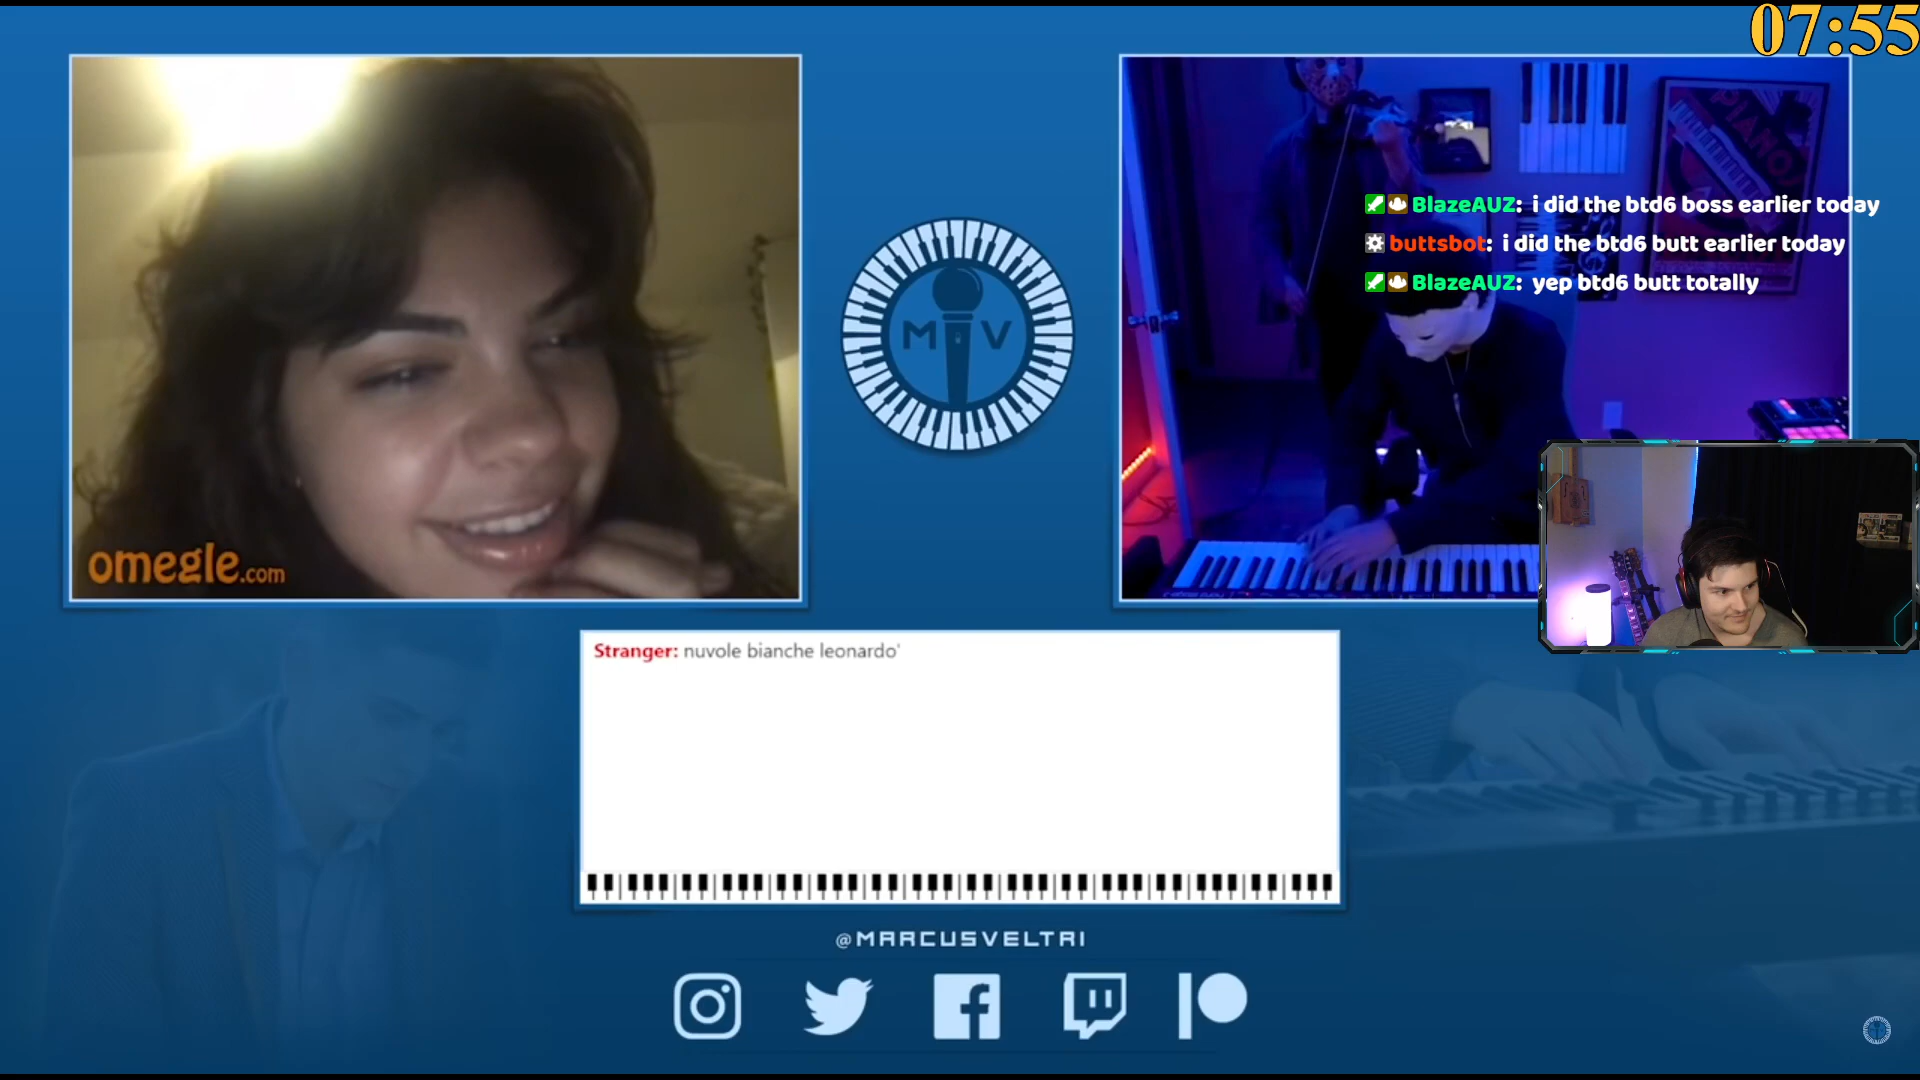 07:55
PIANOS
BlazeAUZ: i did the btd6 boss earlier today
buttsbot: i did the btd6 butt earlier today
BlazeAUZ: yep btd6 butt totally
M V
omegle.com
Stranger: nuvole bianche leonardo'
@MARCUSVELTRI